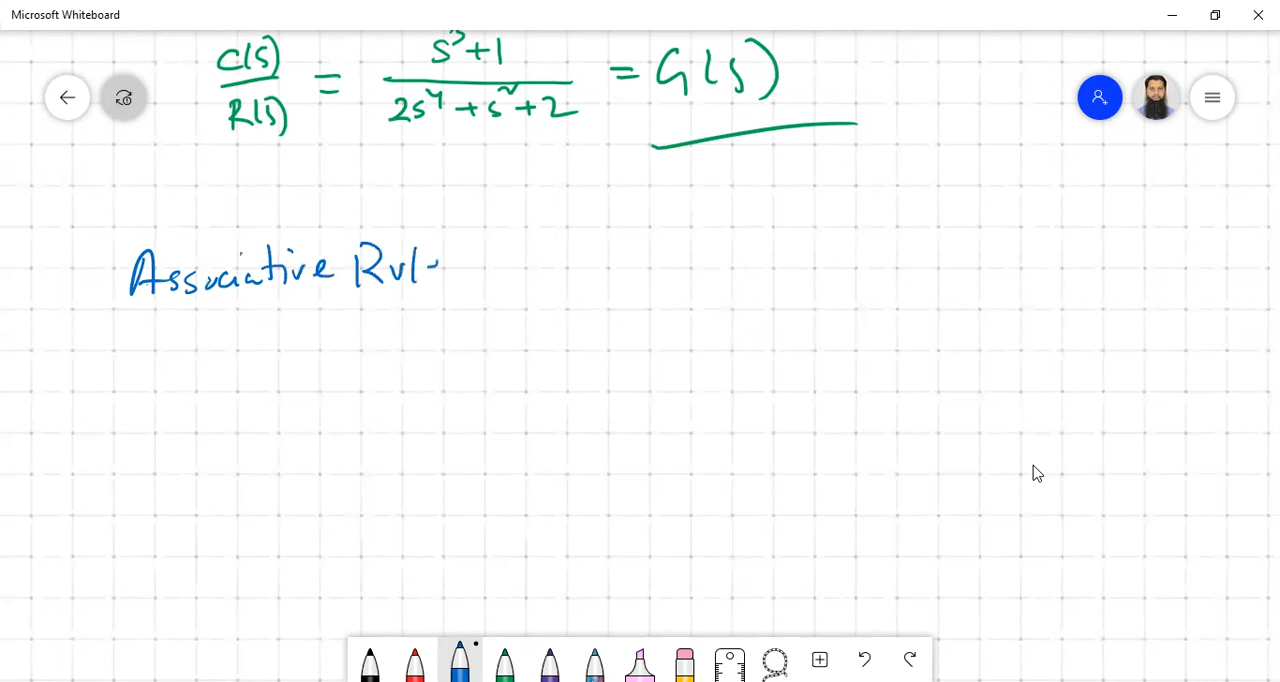 Microsoft Whiteboard
C(S)/R(S) = S³+1/2S⁴+S²+2 = G(S)
Associative Rul-